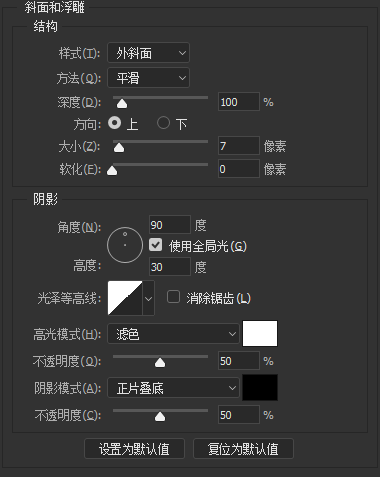 斜面和浮雕
结构
样式(T): 外斜面
方法(Q): 平滑
深度(D): 100 %
方向: 上 下
大小(Z): 7 像素
软化(E): 0 像素
阴影
角度(N): 90 度
使用全局光(G)
高度: 30 度
光泽等高线: 消除锯齿(L)
高光模式(H): 滤色
不透明度(O): 50 %
阴影模式(A): 正片叠底
不透明度(C): 50 %
设置为默认值 复位为默认值